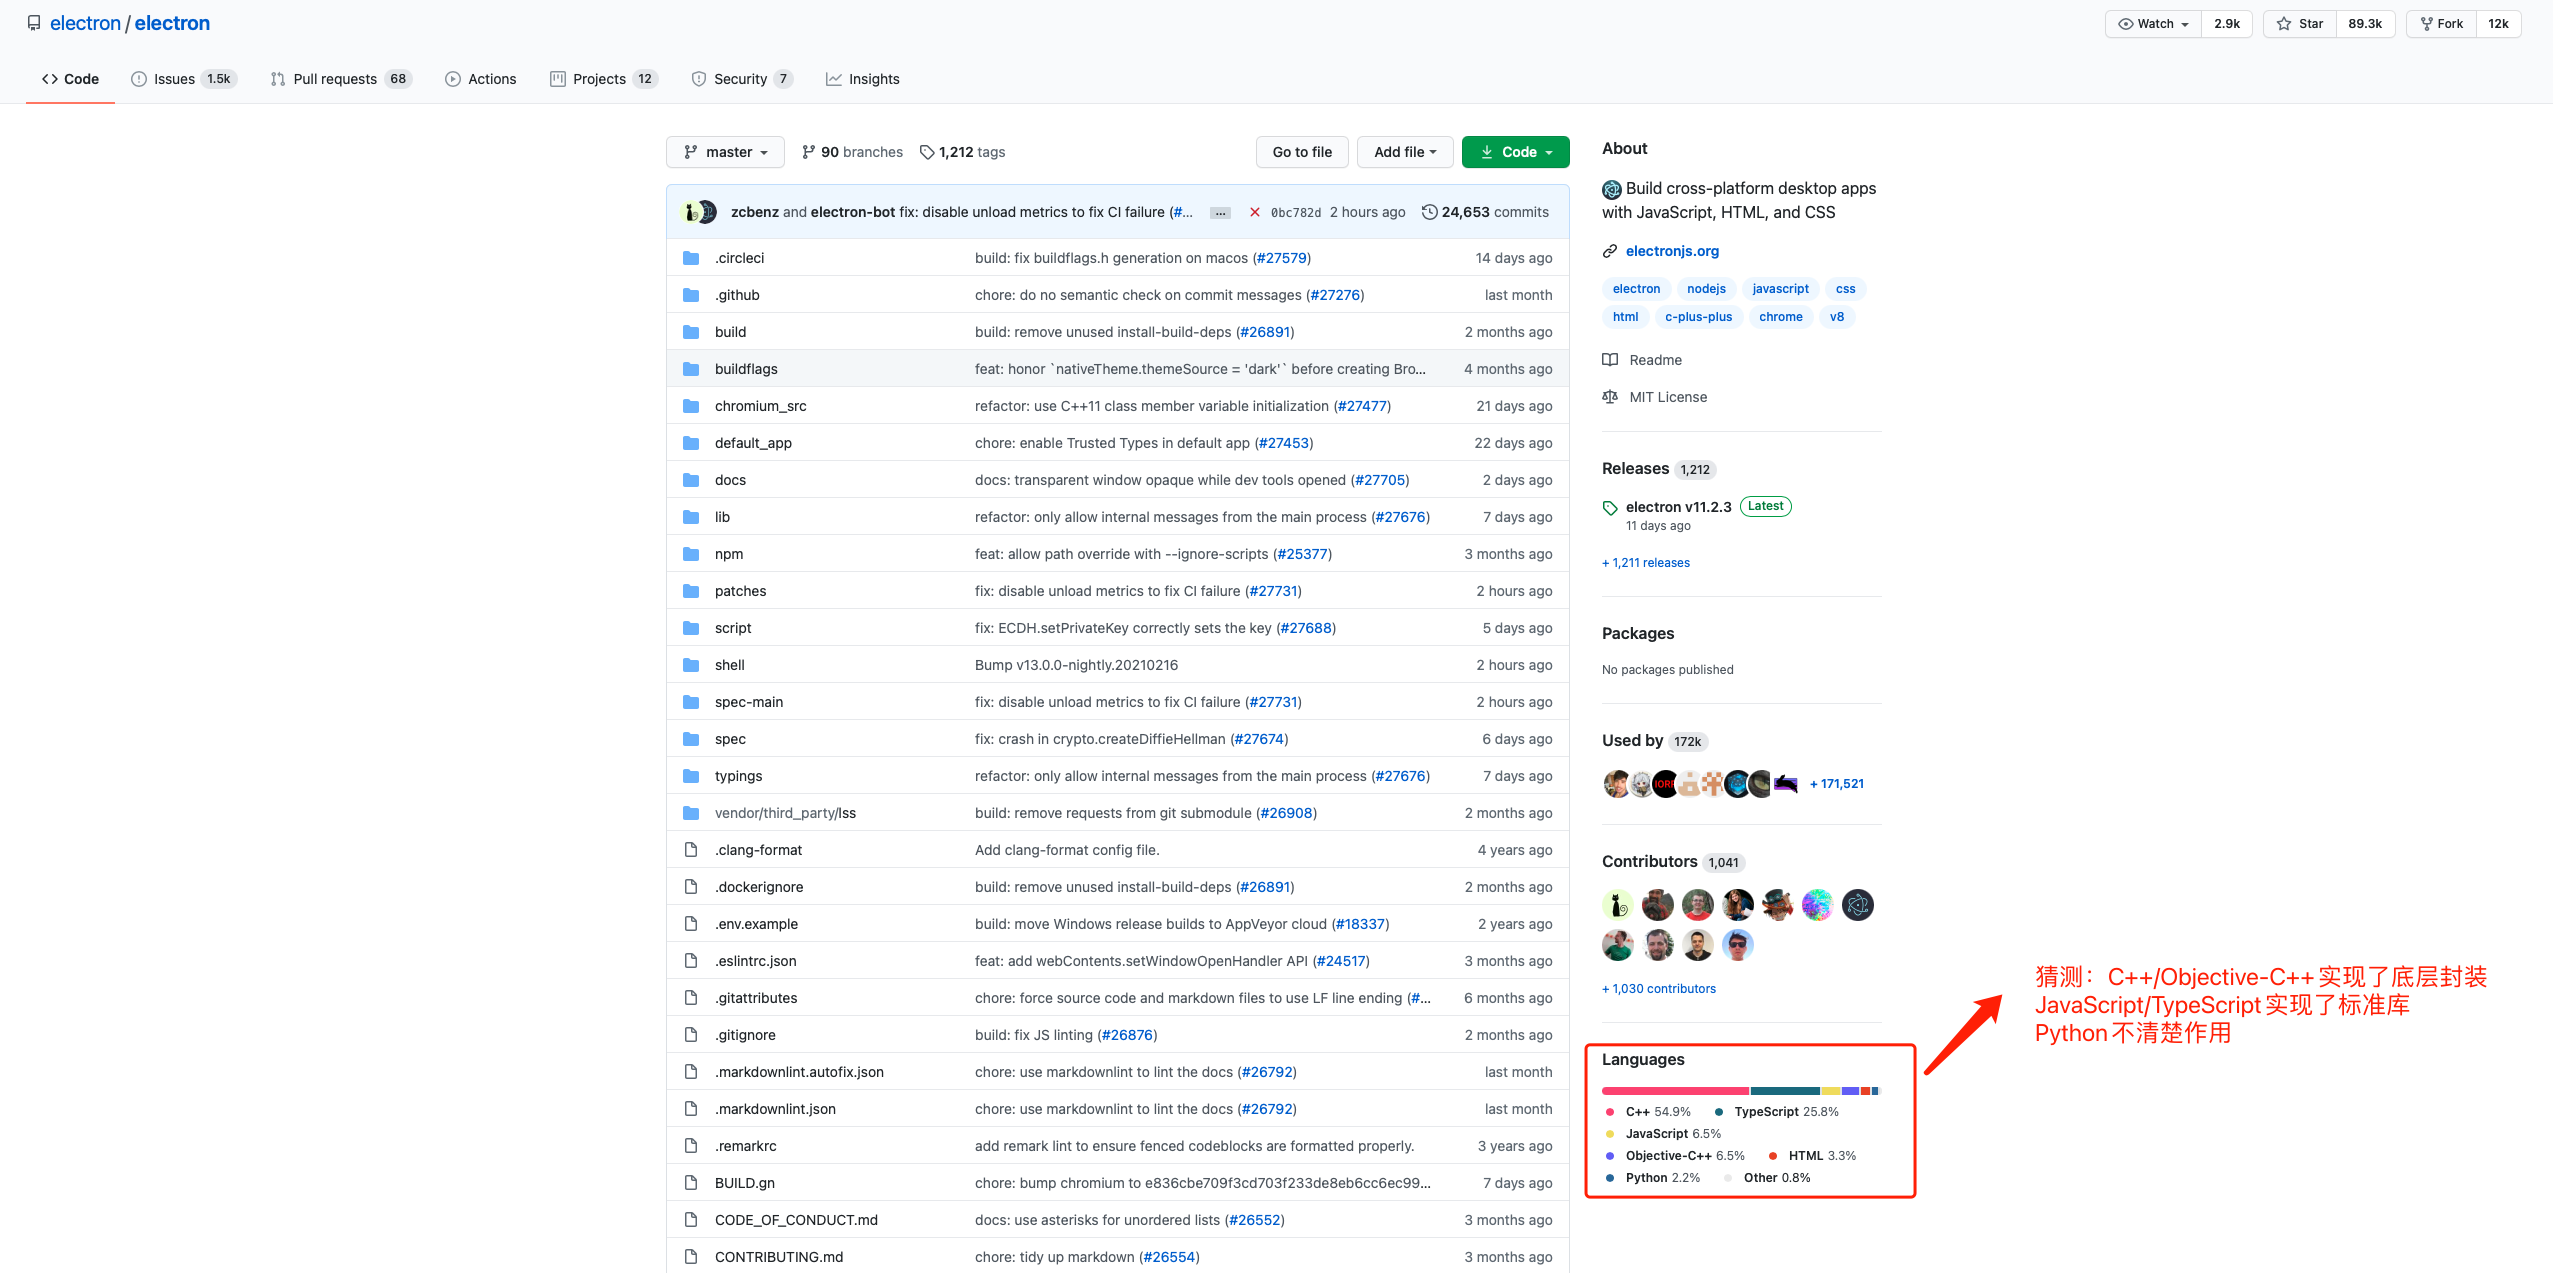 electron / electron
Watch 2.9k
Star 89.3k
Fork 12k
Code
Issues 1.5k
Pull requests 68
Actions
Projects 12
Security 7
Insights
master
90 branches
1,212 tags
Go to file
Add file
Code
zcbenz and electron-bot fix: disable unload metrics to fix CI failure (#... ... 0bc782d 2 hours ago 24,653 commits
.circleci build: fix buildflags.h generation on macos (#27579) 14 days ago
.github chore: do no semantic check on commit messages (#27276) last month
build build: remove unused install-build-deps (#26891) 2 months ago
buildflags feat: honor `nativeTheme.themeSource = 'dark'` before creating Bro... 4 months ago
chromium_src refactor: use C++11 class member variable initialization (#27477) 21 days ago
default_app chore: enable Trusted Types in default app (#27453) 22 days ago
docs docs: transparent window opaque while dev tools opened (#27705) 2 days ago
lib refactor: only allow internal messages from the main process (#27676) 7 days ago
npm feat: allow path override with --ignore-scripts (#25377) 3 months ago
patches fix: disable unload metrics to fix CI failure (#27731) 2 hours ago
script fix: ECDH.setPrivateKey correctly sets the key (#27688) 5 days ago
shell Bump v13.0.0-nightly.20210216 2 hours ago
spec-main fix: disable unload metrics to fix CI failure (#27731) 2 hours ago
spec fix: crash in crypto.createDiffieHellman (#27674) 6 days ago
typings refactor: only allow internal messages from the main process (#27676) 7 days ago
vendor/third_party/lss build: remove requests from git submodule (#26908) 2 months ago
.clang-format Add clang-format config file. 4 years ago
.dockerignore build: remove unused install-build-deps (#26891) 2 months ago
.env.example build: move Windows release builds to AppVeyor cloud (#18337) 2 years ago
.eslintrc.json feat: add webContents.setWindowOpenHandler API (#24517) 3 months ago
.gitattributes chore: force source code and markdown files to use LF line ending (#... 6 months ago
.gitignore build: fix JS linting (#26876) 2 months ago
.markdownlint.autofix.json chore: use markdownlint to lint the docs (#26792) last month
.markdownlint.json chore: use markdownlint to lint the docs (#26792) last month
.remarkrc add remark lint to ensure fenced codeblocks are formatted properly. 3 years ago
BUILD.gn chore: bump chromium to e836cbe709f3cd703f233de8eb6cc6ec99... 7 days ago
CODE_OF_CONDUCT.md docs: use asterisks for unordered lists (#26552) 3 months ago
CONTRIBUTING.md chore: tidy up markdown (#26554) 3 months ago
About
Build cross-platform desktop apps
with JavaScript, HTML, and CSS
electronjs.org
electron nodejs javascript css
html c-plus-plus chrome v8
Readme
MIT License
Releases 1,212
electron v11.2.3 Latest
11 days ago
+ 1,211 releases
Packages
No packages published
Used by 172k
+ 171,521
Contributors 1,041
+ 1,030 contributors
Languages
C++ 54.9% TypeScript 25.8%
JavaScript 6.5%
Objective-C++ 6.5% HTML 3.3%
Python 2.2% Other 0.8%
猜测：C++/Objective-C++实现了底层封装
JavaScript/TypeScript实现了标准库
Python不清楚作用